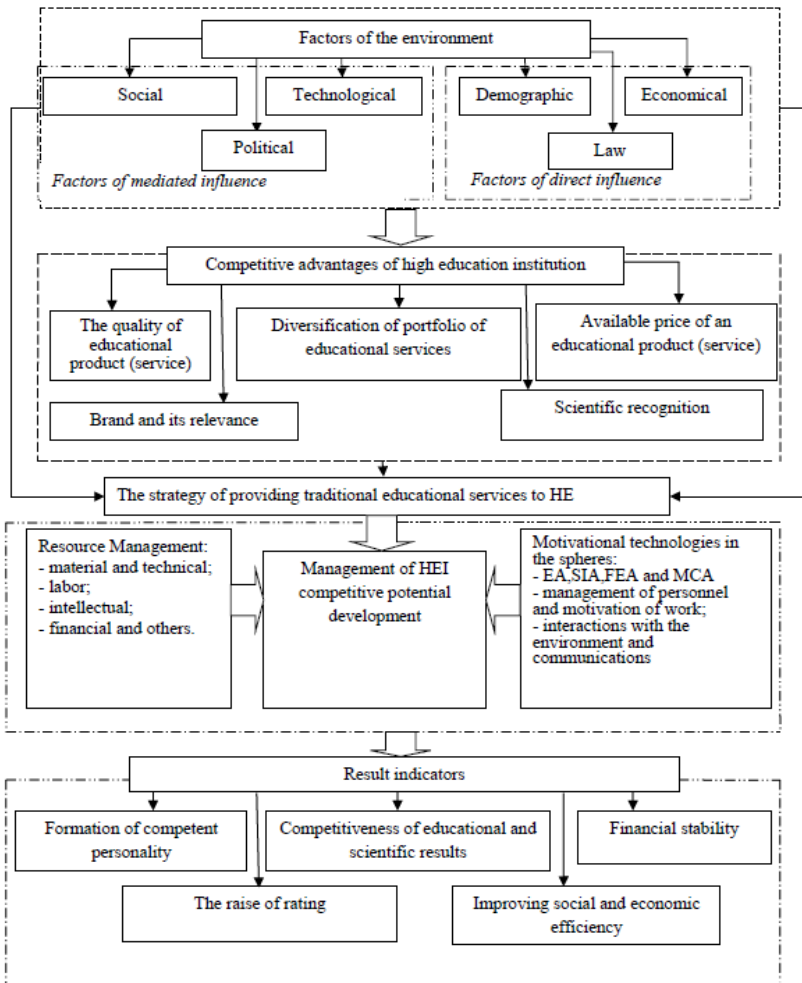 Factors of the environment
Social
Technological
Demographic
Economical
Political
Law
Factors of mediated influence
Factors of direct influence
Competitive advantages of high education institution
The quality of
educational
product (service)
Diversification of portfolio of
educational services
Available price of an
educational product (service)
Brand and its relevance
Scientific recognition
The strategy of providing traditional educational services to HE
Resource Management:
- material and technical;
- labor;
- intellectual;
- financial and others.
Management of HEI
competitive potential
development
Motivational technologies in
the spheres:
- EA,SIA,FEA and MCA
- management of personnel
and motivation of work;
- interactions with the
environment and
communications
Result indicators
Formation of competent
personality
Competitiveness of educational and
scientific results
Financial stability
The raise of rating
Improving social and economic
efficiency